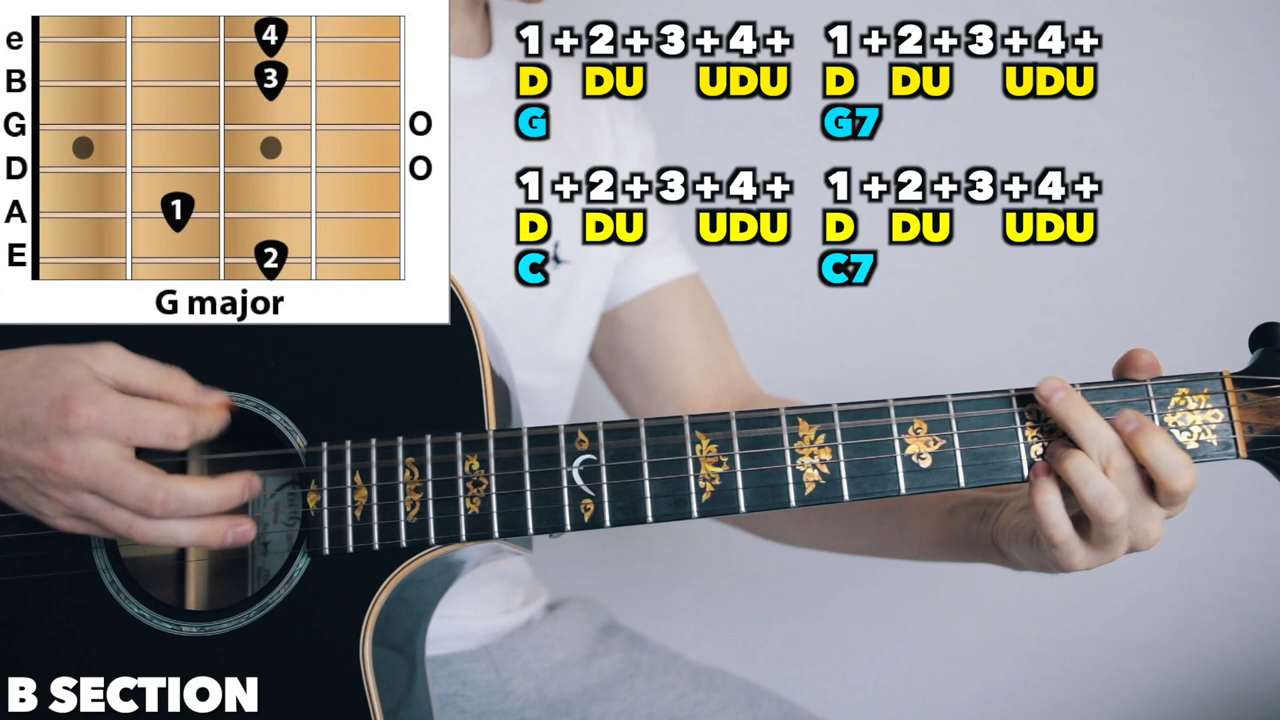 e
B
G
D
A
E
4
3
O
O
1
2
G major
1 + 2 + 3 + 4 + 1 + 2 + 3 + 4 +
D DU UDU D DU UDU
G G7
1 + 2 + 3 + 4 + 1 + 2 + 3 + 4 +
D DU UDU D DU UDU
C C7
B SECTION